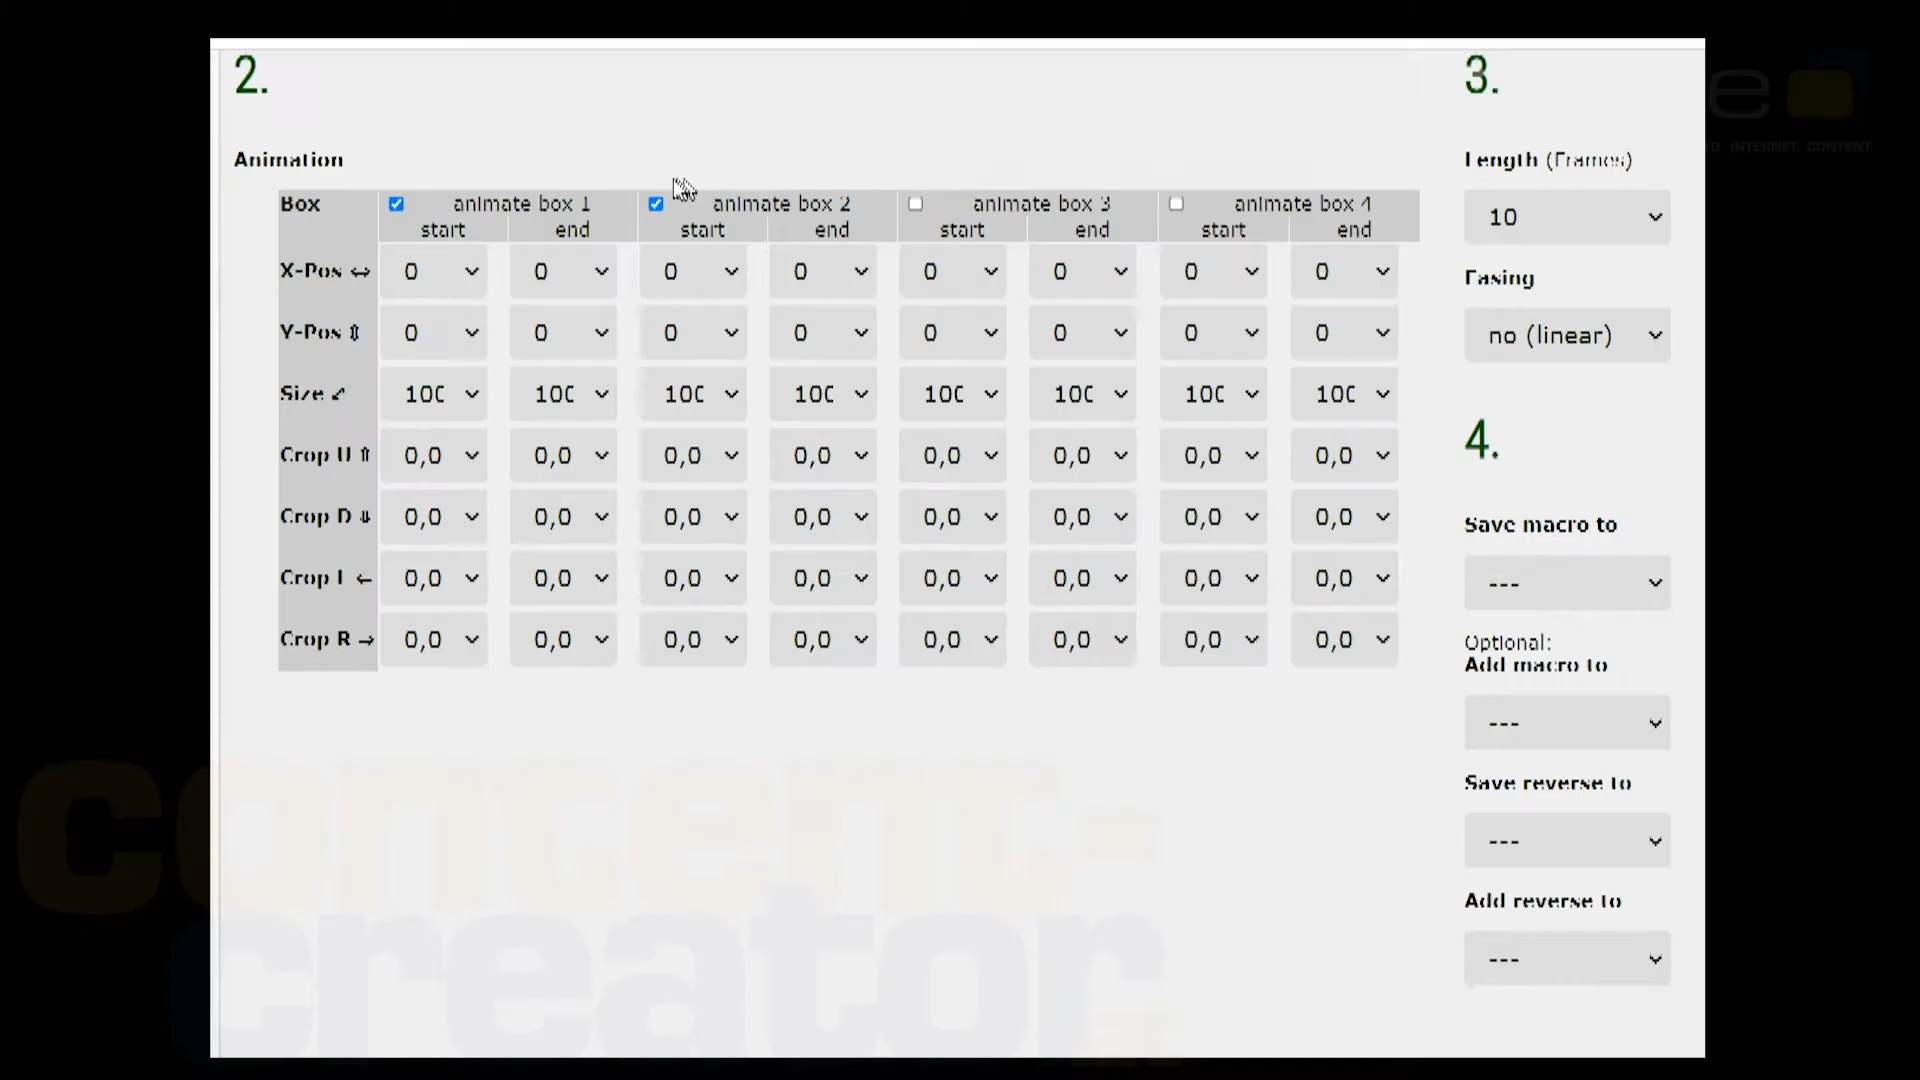 2.
Animation
Box animate box 1 animate box 2 animate box 3 animate box 4
start end start end start end start end
X-Pos ⇔ 0 0 0 0 0 0 0 0
Y-Pos ⇕ 0 0 0 0 0 0 0 0
Size ⤢ 100 100 100 100 100 100 100 100
Crop U ⇑ 0,0 0,0 0,0 0,0 0,0 0,0 0,0 0,0
Crop D ⇓ 0,0 0,0 0,0 0,0 0,0 0,0 0,0 0,0
Crop L ← 0,0 0,0 0,0 0,0 0,0 0,0 0,0 0,0
Crop R → 0,0 0,0 0,0 0,0 0,0 0,0 0,0 0,0
3.
Length (Frames)
10
Easing
no (linear)
4.
Save macro to
---
Optional:
Add macro to
---
Save reverse to
---
Add reverse to
---
e
INTERNET. CONTENT
content-
creator